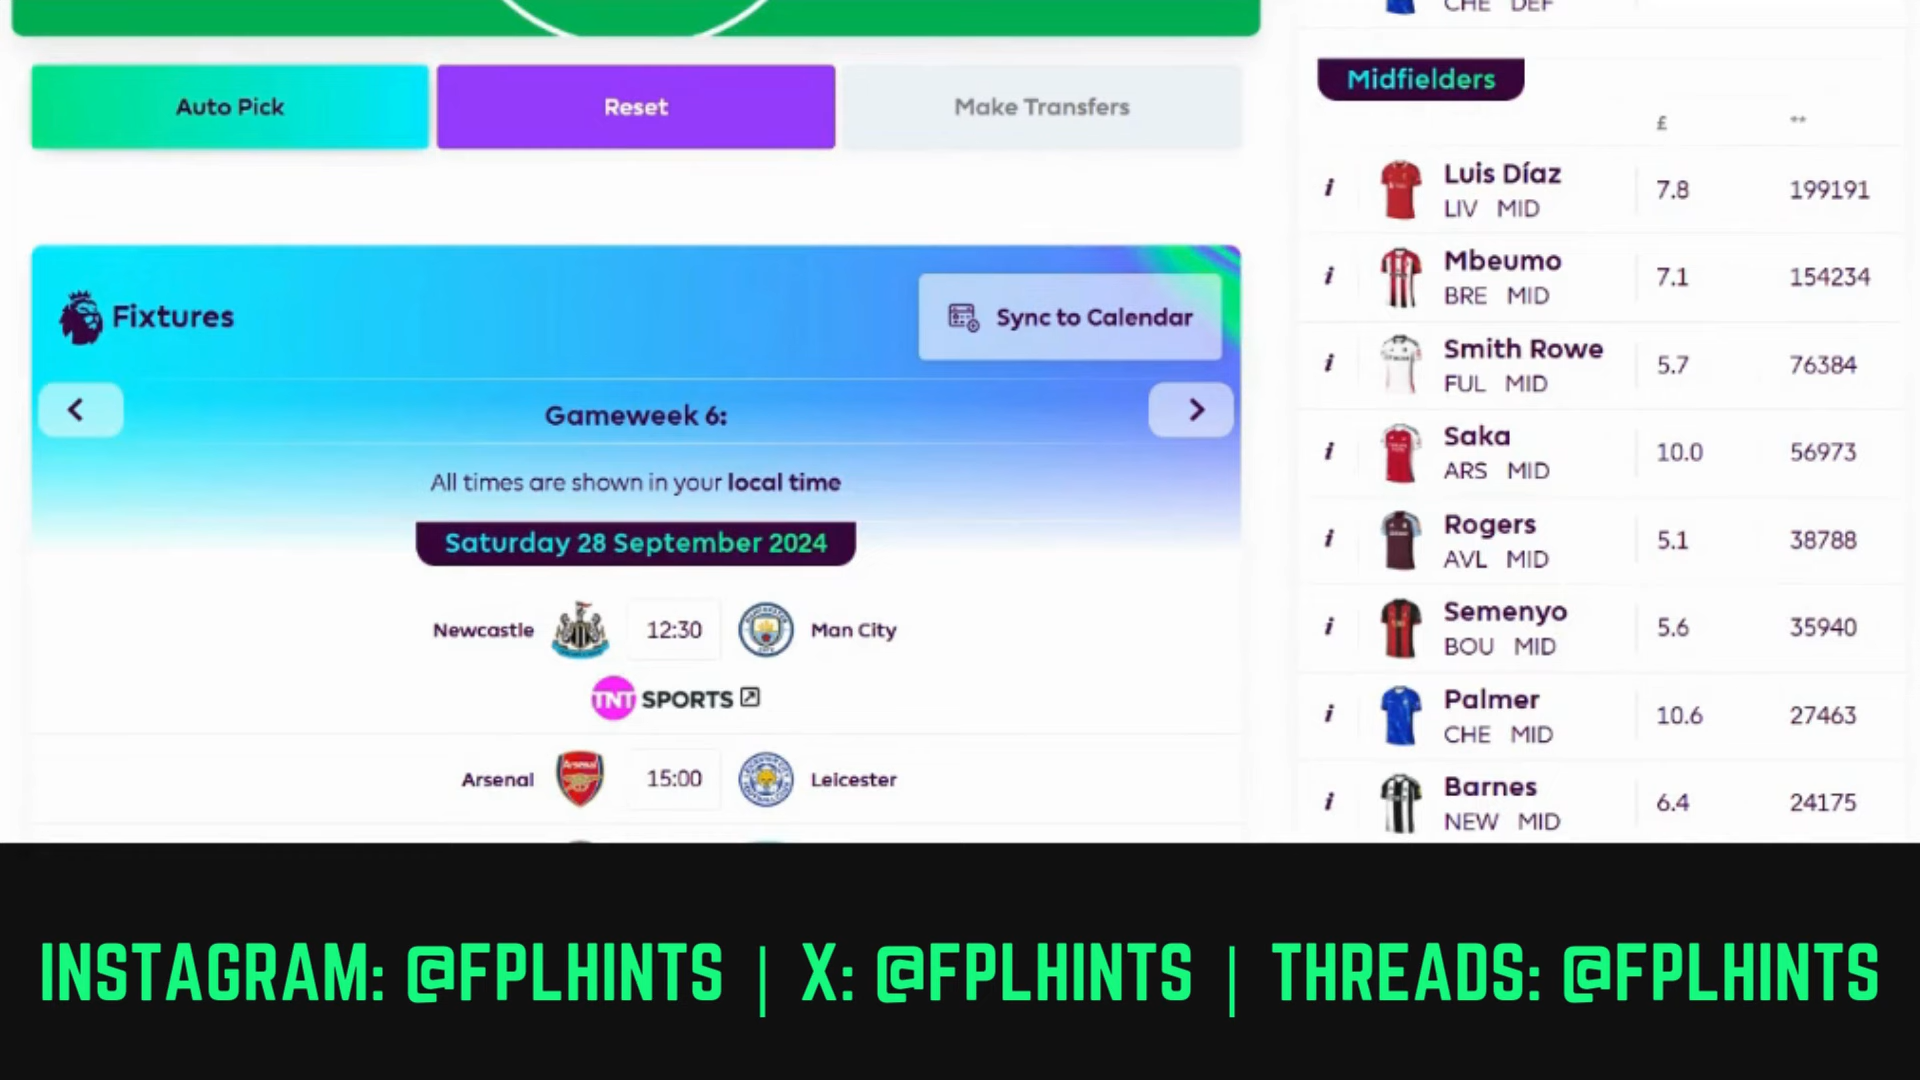 CHE DEF
Auto Pick
Reset
Make Transfers
Fixtures
Sync to Calendar
Gameweek 6:
All times are shown in your local time
Saturday 28 September 2024
Newcastle 12:30 Man City
TNT SPORTS
Arsenal 15:00 Leicester
Midfielders
£ **
i Luis Díaz 7.8 199191
LIV MID
i Mbeumo 7.1 154234
BRE MID
i Smith Rowe 5.7 76384
FUL MID
i Saka 10.0 56973
ARS MID
i Rogers 5.1 38788
AVL MID
i Semenyo 5.6 35940
BOU MID
i Palmer 10.6 27463
CHE MID
i Barnes 6.4 24175
NEW MID
INSTAGRAM: @FPLHINTS | X: @FPLHINTS | THREADS: @FPLHINTS